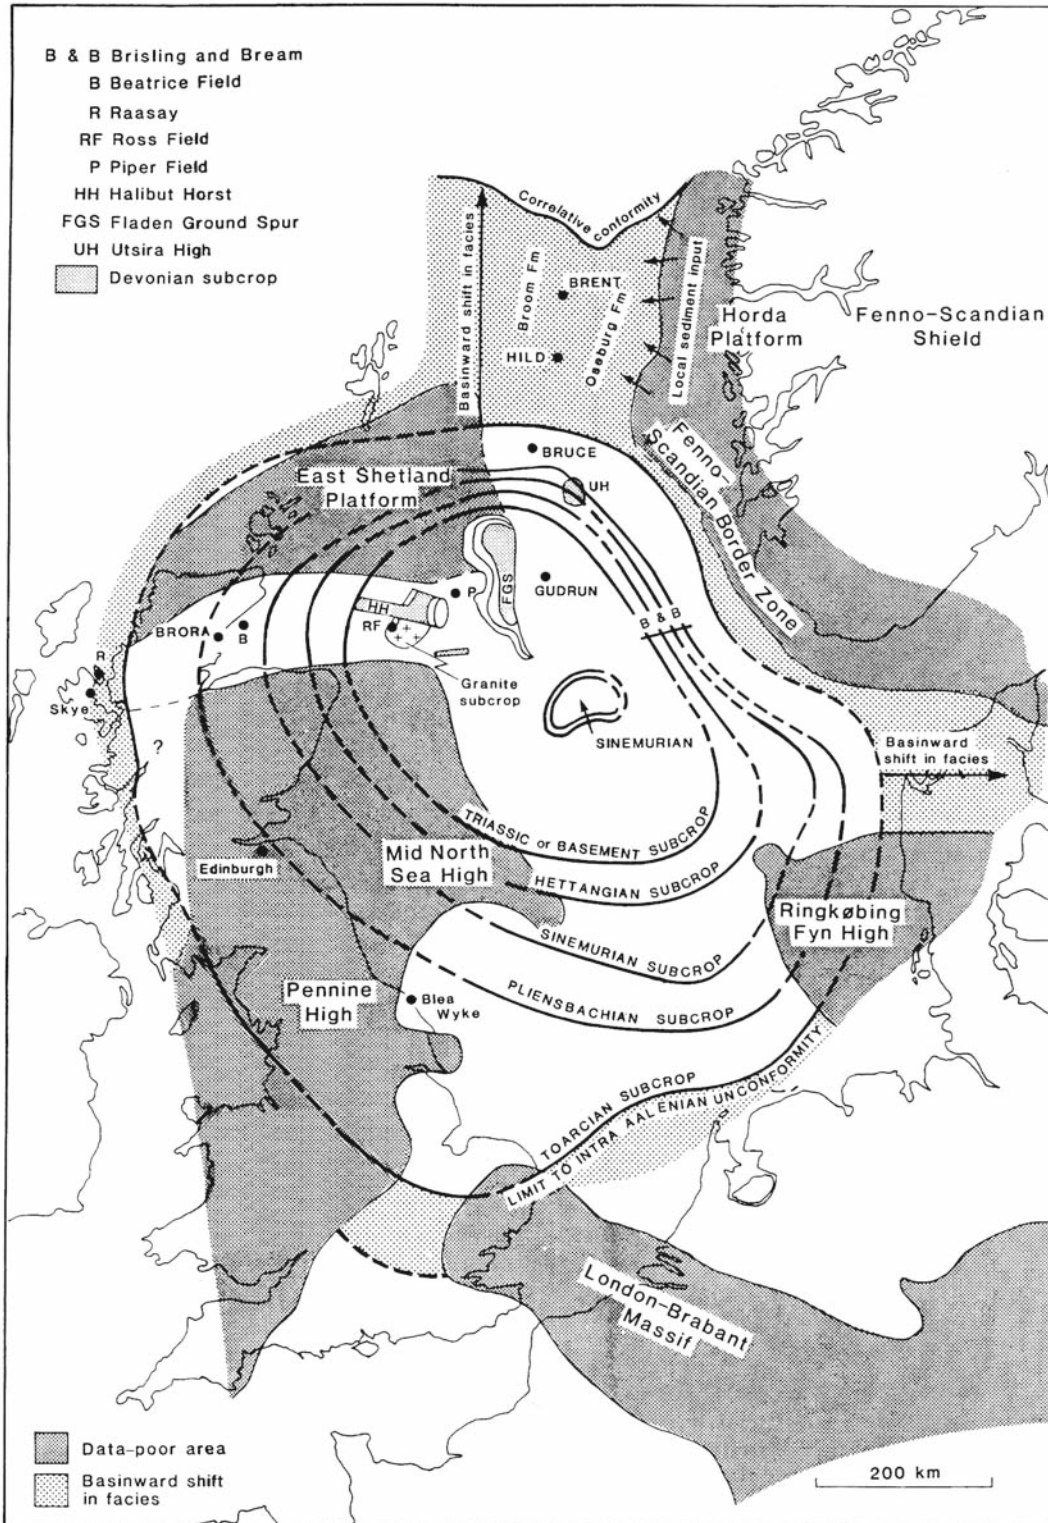 B & B Brisling and Bream
B Beatrice Field
R Raasay
RF Ross Field
P Piper Field
HH Halibut Horst
FGS Fladen Ground Spur
UH Utsira High
Devonian subcrop
Correlative conformity
Basinward shift in facies
Broom Fm
BRENT
Oseburg Fm
HILD
Local sediment input
Horda
Platform
Fenno-Scandian
Shield
BRUCE
UH
Fenno-
Scandian Border
Zone
East Shetland
Platform
FGS
GUDRUN
P
HH
RF
B & B
BRORA
B
R
Skye
Granite
subcrop
SINEMURIAN
?
Basinward
shift in facies
TRIASSIC or BASEMENT SUBCROP
Edinburgh
Mid North
Sea High
HETTANGIAN SUBCROP
Ringkøbing
Fyn High
SINEMURIAN SUBCROP
Pennine
High
PLIENSBACHIAN SUBCROP
Blea
Wyke
TOARCIAN SUBCROP
LIMIT TO INTRA AALENIAN UNCONFORMITY
London-Brabant
Massif
Data-poor area
Basinward shift
in facies
200 km